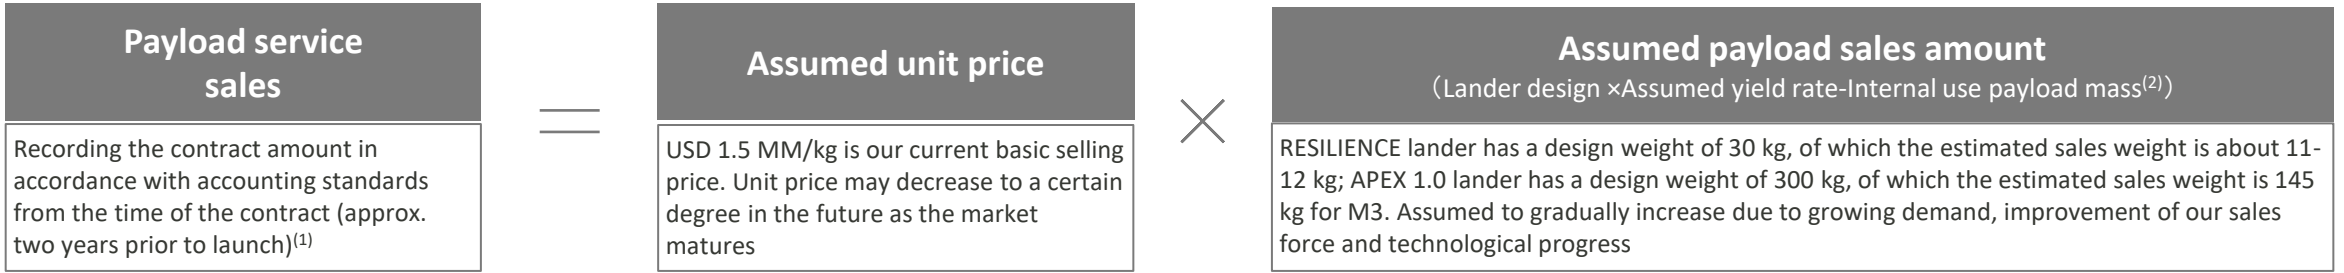 Payload service
sales
Recording the contract amount in
accordance with accounting standards
from the time of the contract (approx.
two years prior to launch)(1)
=
Assumed unit price
USD 1.5 MM/kg is our current basic selling
price. Unit price may decrease to a certain
degree in the future as the market
matures
×
Assumed payload sales amount
（Lander design ×Assumed yield rate-Internal use payload mass(2)）
RESILIENCE lander has a design weight of 30 kg, of which the estimated sales weight is about 11-
12 kg; APEX 1.0 lander has a design weight of 300 kg, of which the estimated sales weight is 145
kg for M3. Assumed to gradually increase due to growing demand, improvement of our sales
force and technological progress